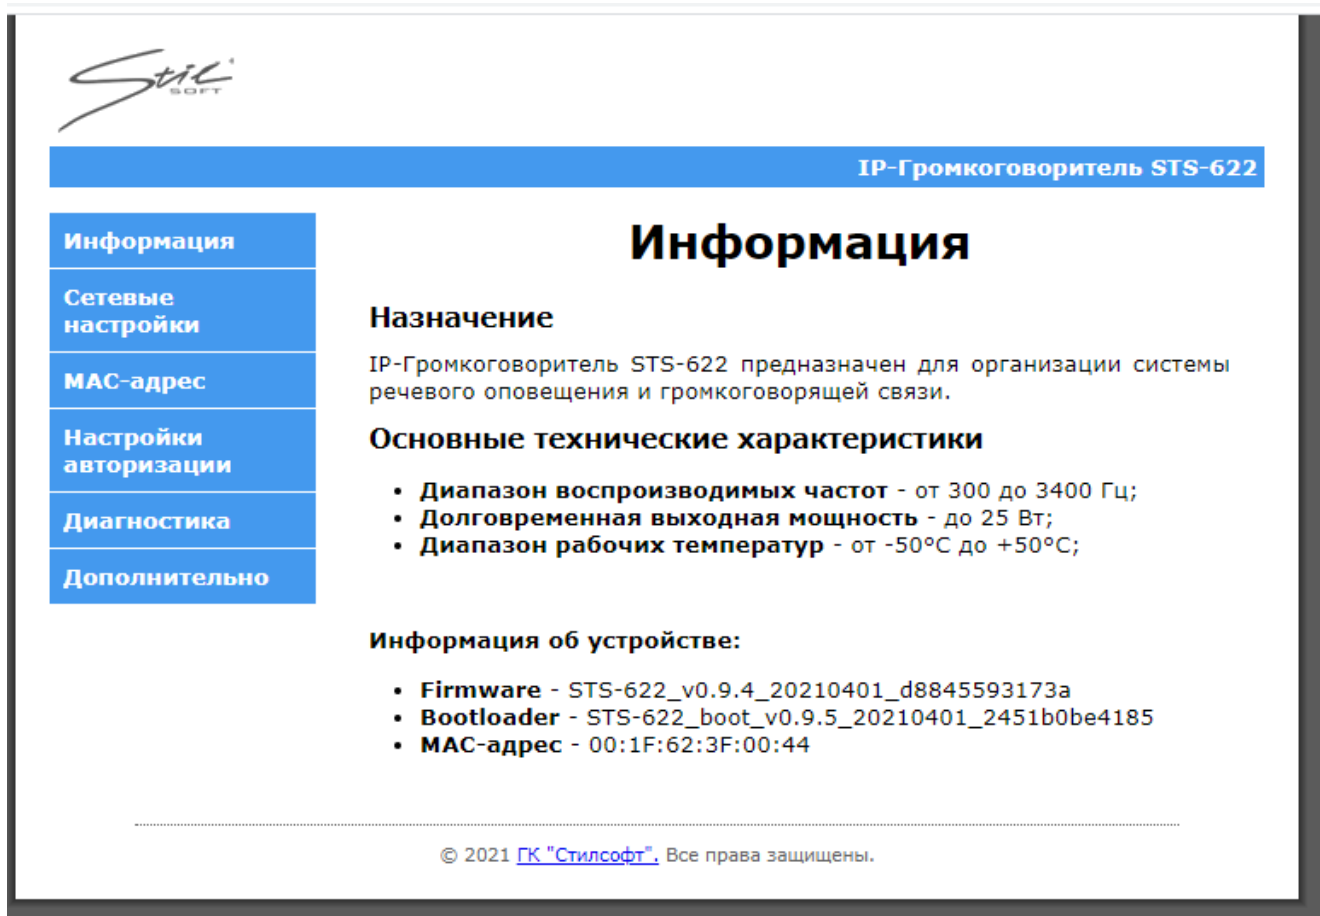 Stil
SOFT
IP-Громкоговоритель STS-622
Информация
Сетевые
настройки
MAC-адрес
Настройки
авторизации
Диагностика
Дополнительно
Информация
Назначение
IP-Громкоговоритель STS-622 предназначен для организации системы
речевого оповещения и громкоговорящей связи.
Основные технические характеристики
• Диапазон воспроизводимых частот - от 300 до 3400 Гц;
• Долговременная выходная мощность - до 25 Вт;
• Диапазон рабочих температур - от -50°С до +50°С;
Информация об устройстве:
• Firmware - STS-622_v0.9.4_20210401_d8845593173a
• Bootloader - STS-622_boot_v0.9.5_20210401_2451b0be4185
• MAC-адрес - 00:1F:62:3F:00:44
© 2021 ГК "Стилсофт". Все права защищены.